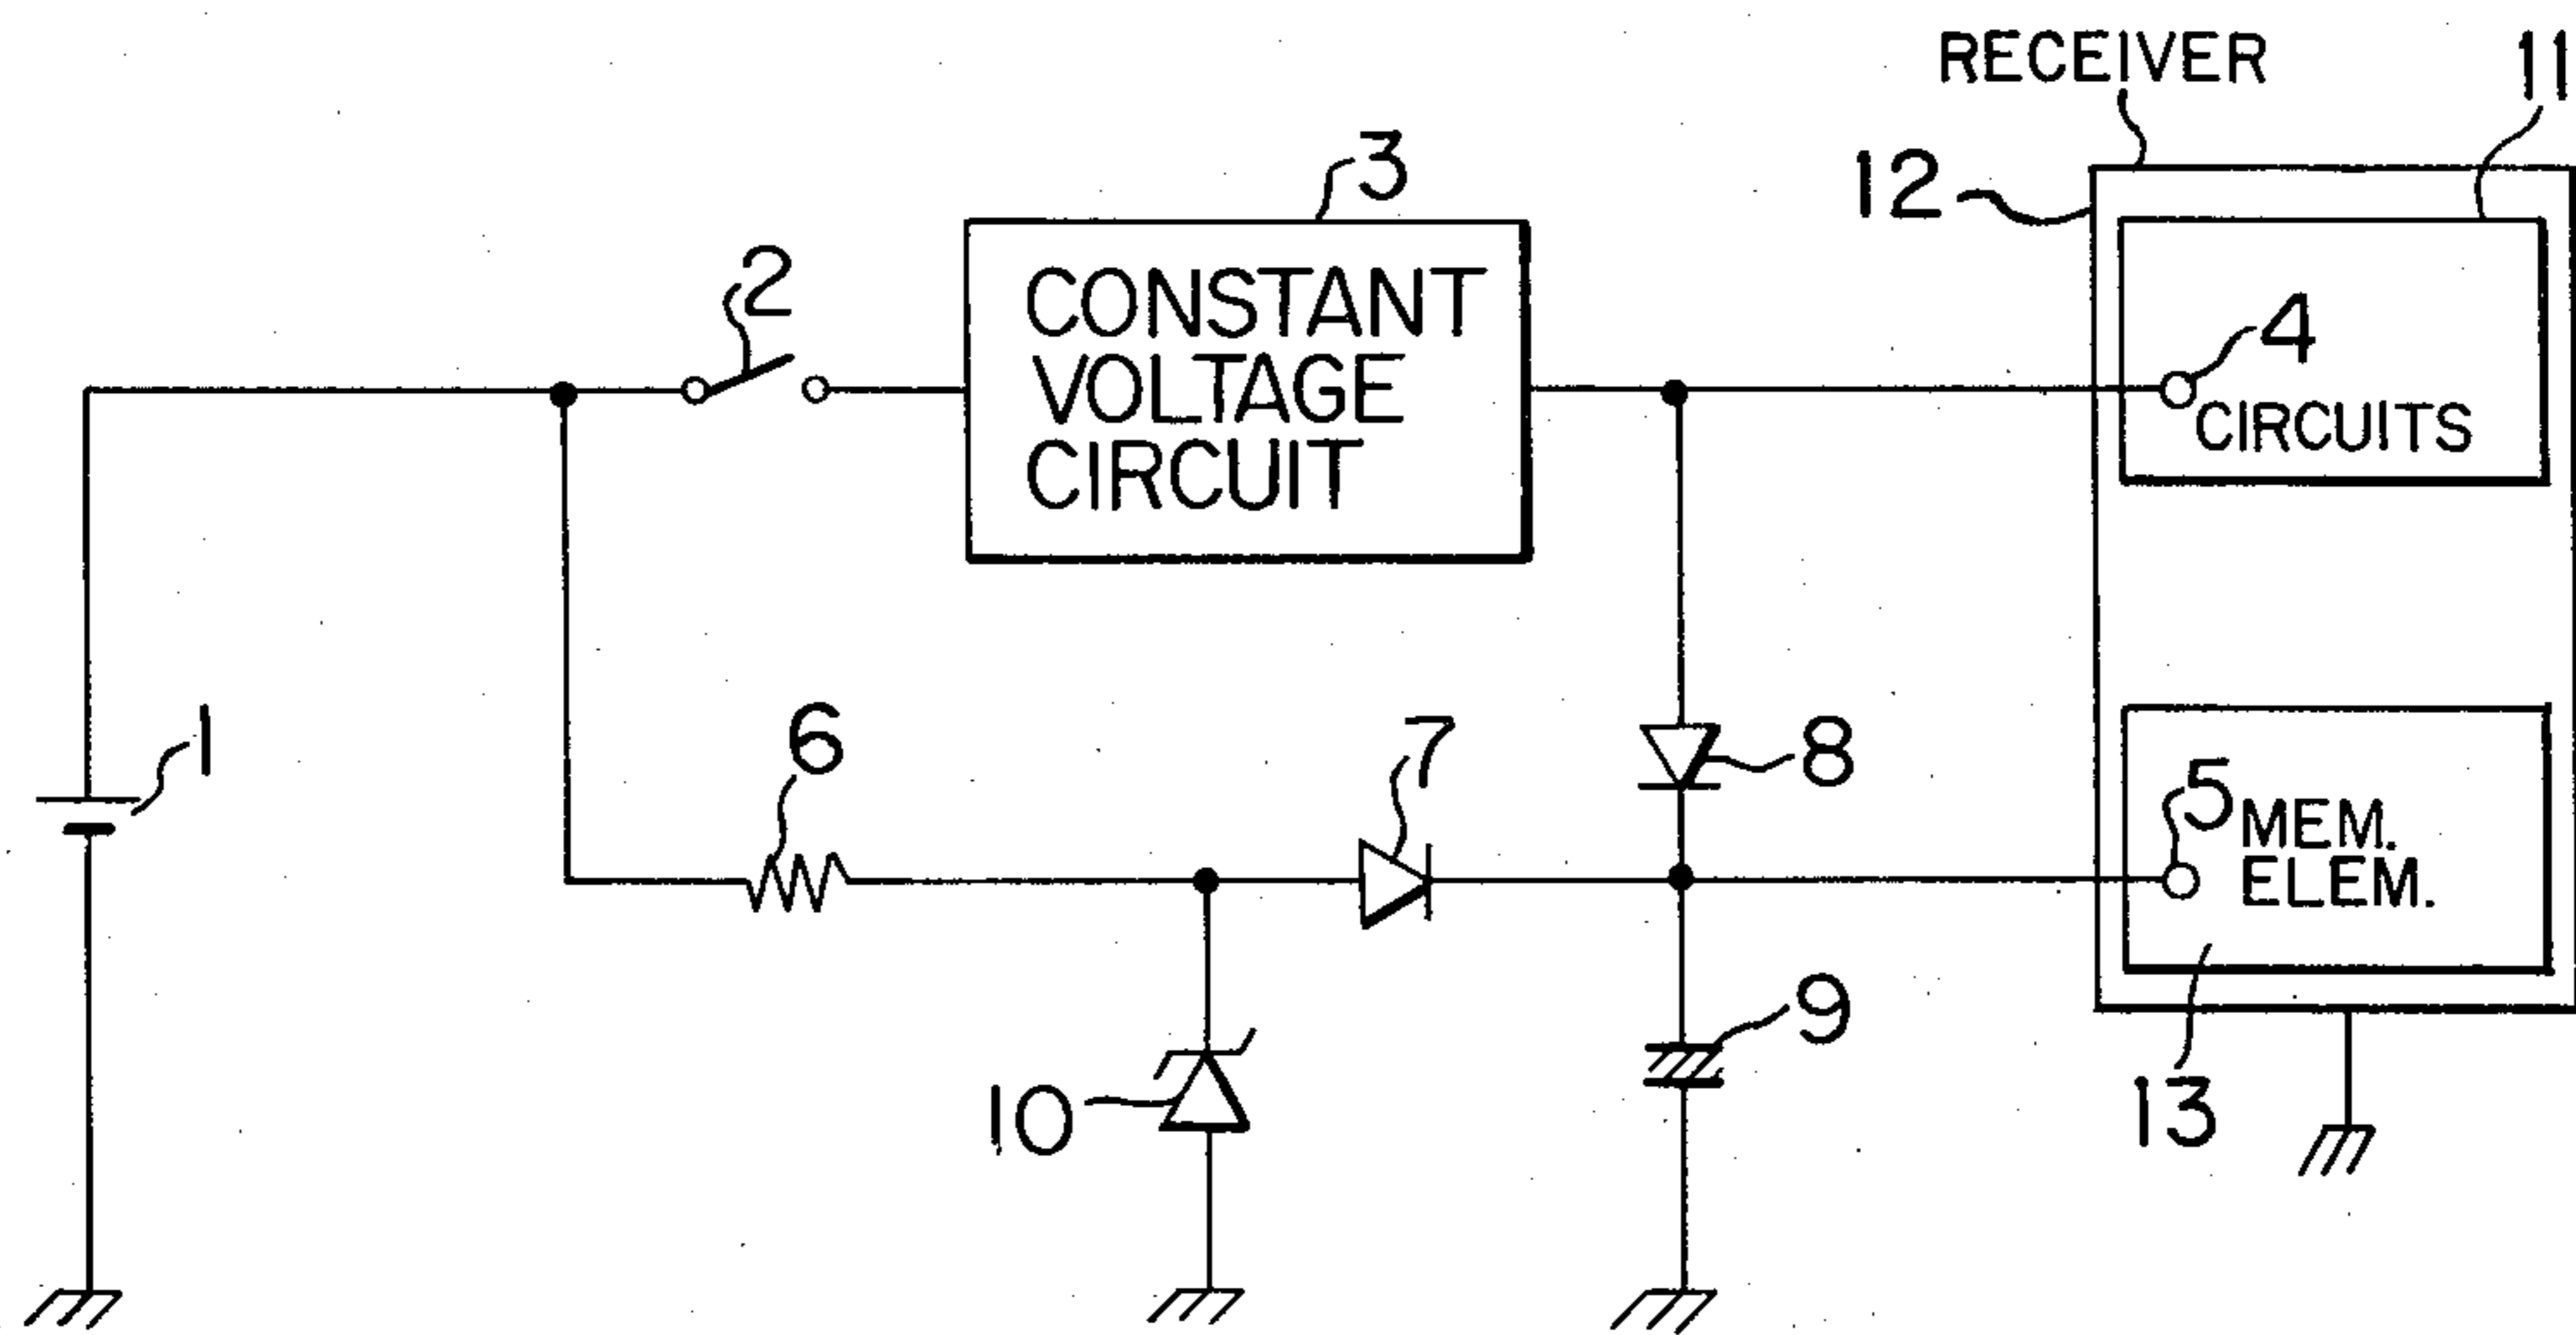 RECEIVER
11
12
3
2
CONSTANT
VOLTAGE
CIRCUIT
4
CIRCUITS
1
6
7
8
5
MEM.
ELEM.
9
10
13